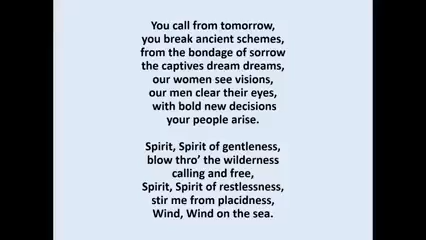 You call from tomorrow,
you break ancient schemes,
from the bondage of sorrow
the captives dream dreams,
our women see visions,
our men clear their eyes,
with bold new decisions
your people arise.
Spirit, Spirit of gentleness,
blow thro’ the wilderness
calling and free,
Spirit, Spirit of restlessness,
stir me from placidness,
Wind, Wind on the sea.